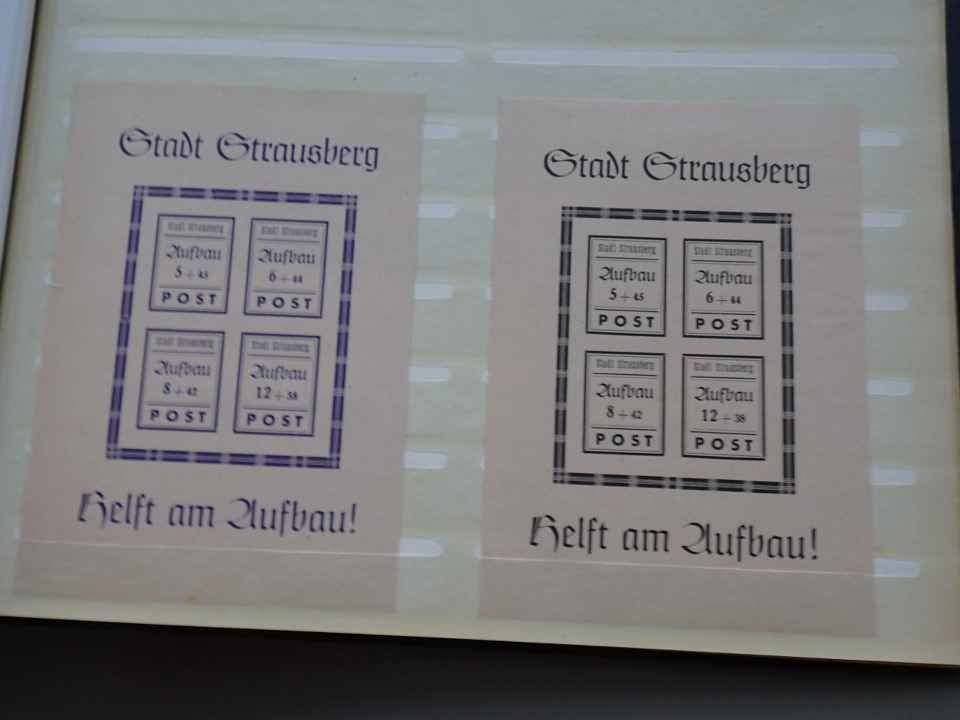 Stadt Strausberg
Stadt Strausberg
Aufbau
5 + 45
POST
Stadt Strausberg
Aufbau
6 + 44
POST
Stadt Strausberg
Aufbau
8 + 42
POST
Stadt Strausberg
Aufbau
12 + 38
POST
Helft am Aufbau!
Stadt Strausberg
Stadt Strausberg
Aufbau
5 + 45
POST
Stadt Strausberg
Aufbau
6 + 44
POST
Stadt Strausberg
Aufbau
8 + 42
POST
Stadt Strausberg
Aufbau
12 + 38
POST
Helft am Aufbau!